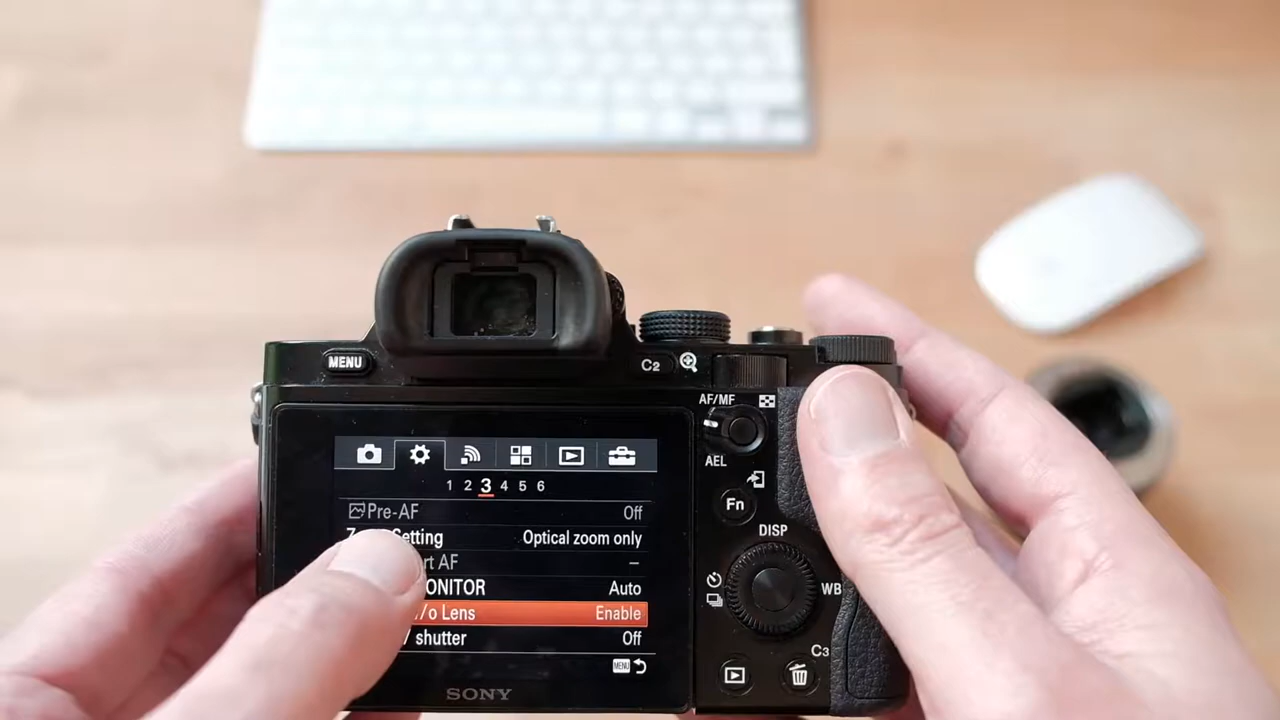 MENU
C2
AF/MF
AEL
Fn
DISP
WB
C3
1 2 3 4 5 6
Pre-AF Off
Setting Optical zoom only
AF –
ONITOR Auto
/o Lens Enable
/ shutter Off
MENU
SONY